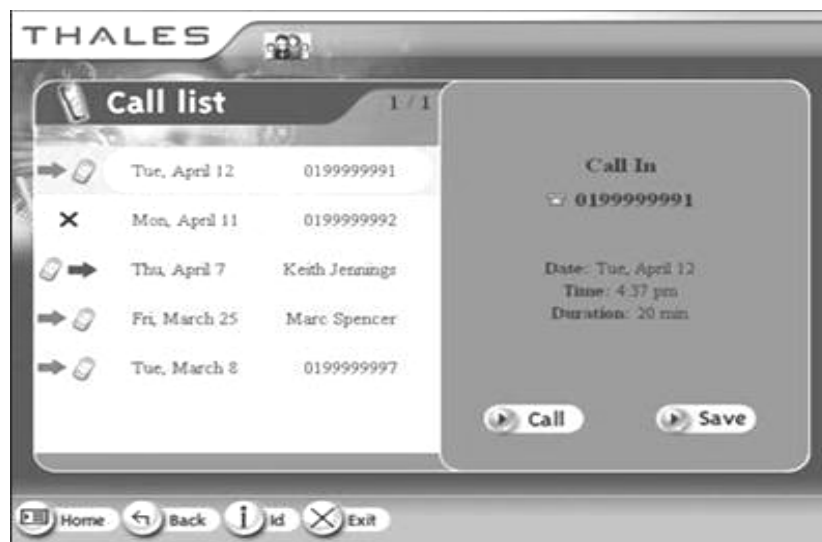 THALES
Call list 1 / 1
Tue, April 12 0199999991
Mon, April 11 0199999992
Thu, April 7 Keith Jennings
Fri, March 25 Marc Spencer
Tue, March 8 0199999997
Call In
0199999991
Date: Tue, April 12
Time: 4:37 pm
Duration: 20 min
Call Save
Home Back Id Exit